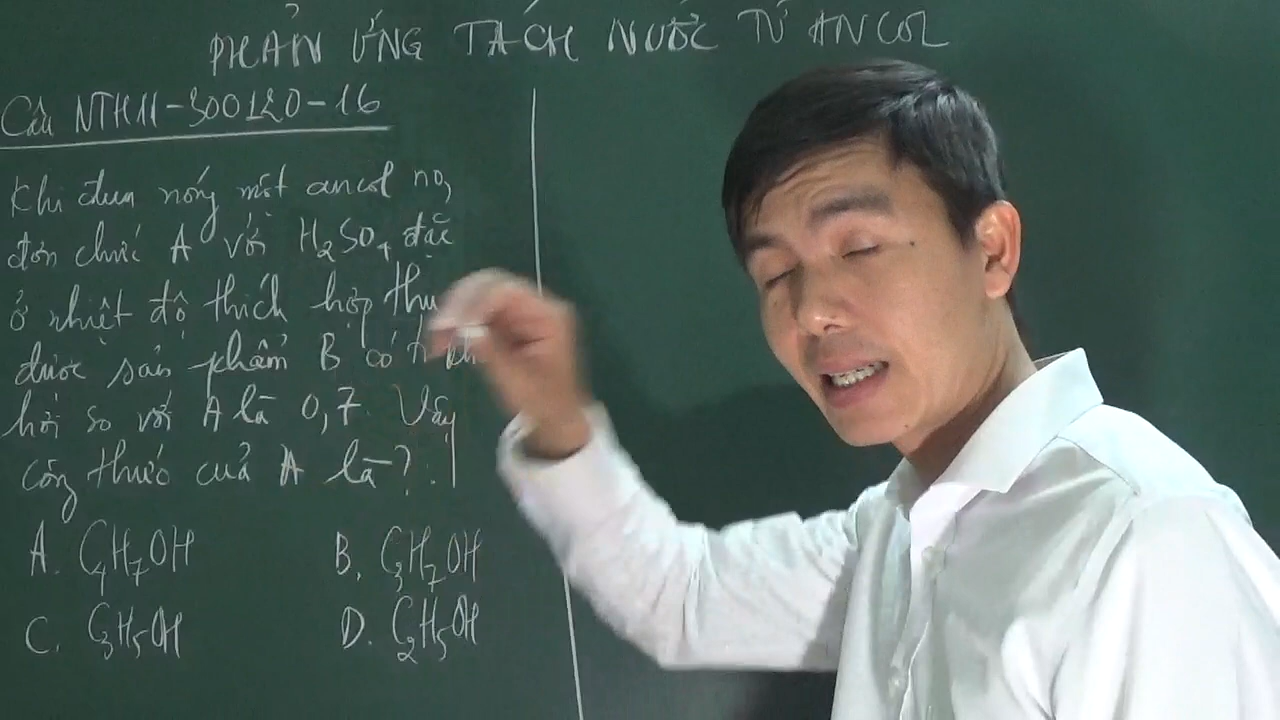 PHẢN ỨNG TÁCH NƯỚC TỪ ANCOL
Câu NTH11-300120-16
Khi đun nóng một ancol no,
đơn chức A với H₂SO₄ đặc
ở nhiệt độ thích hợp thu
được sản phẩm B có
hơi so với A là 0,7. Vậy
công thức của A là?
A. C₄H₇OH B. C₃H₇OH
C. C₃H₅OH D. C₂H₅OH